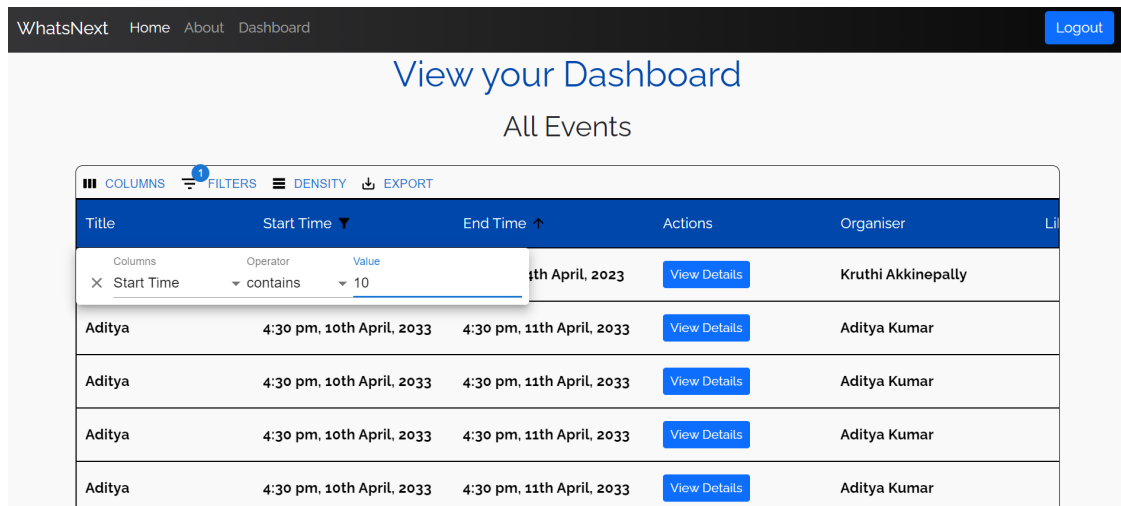 WhatsNext Home About Dashboard Logout
View your Dashboard
All Events
COLUMNS 1 FILTERS DENSITY EXPORT
Title Start Time End Time Actions Organiser
Columns Operator Value
Start Time contains 10
4th April, 2023 View Details Kruthi Akkinepally
Aditya 4:30 pm, 10th April, 2033 4:30 pm, 11th April, 2033 View Details Aditya Kumar
Aditya 4:30 pm, 10th April, 2033 4:30 pm, 11th April, 2033 View Details Aditya Kumar
Aditya 4:30 pm, 10th April, 2033 4:30 pm, 11th April, 2033 View Details Aditya Kumar
Aditya 4:30 pm, 10th April, 2033 4:30 pm, 11th April, 2033 View Details Aditya Kumar